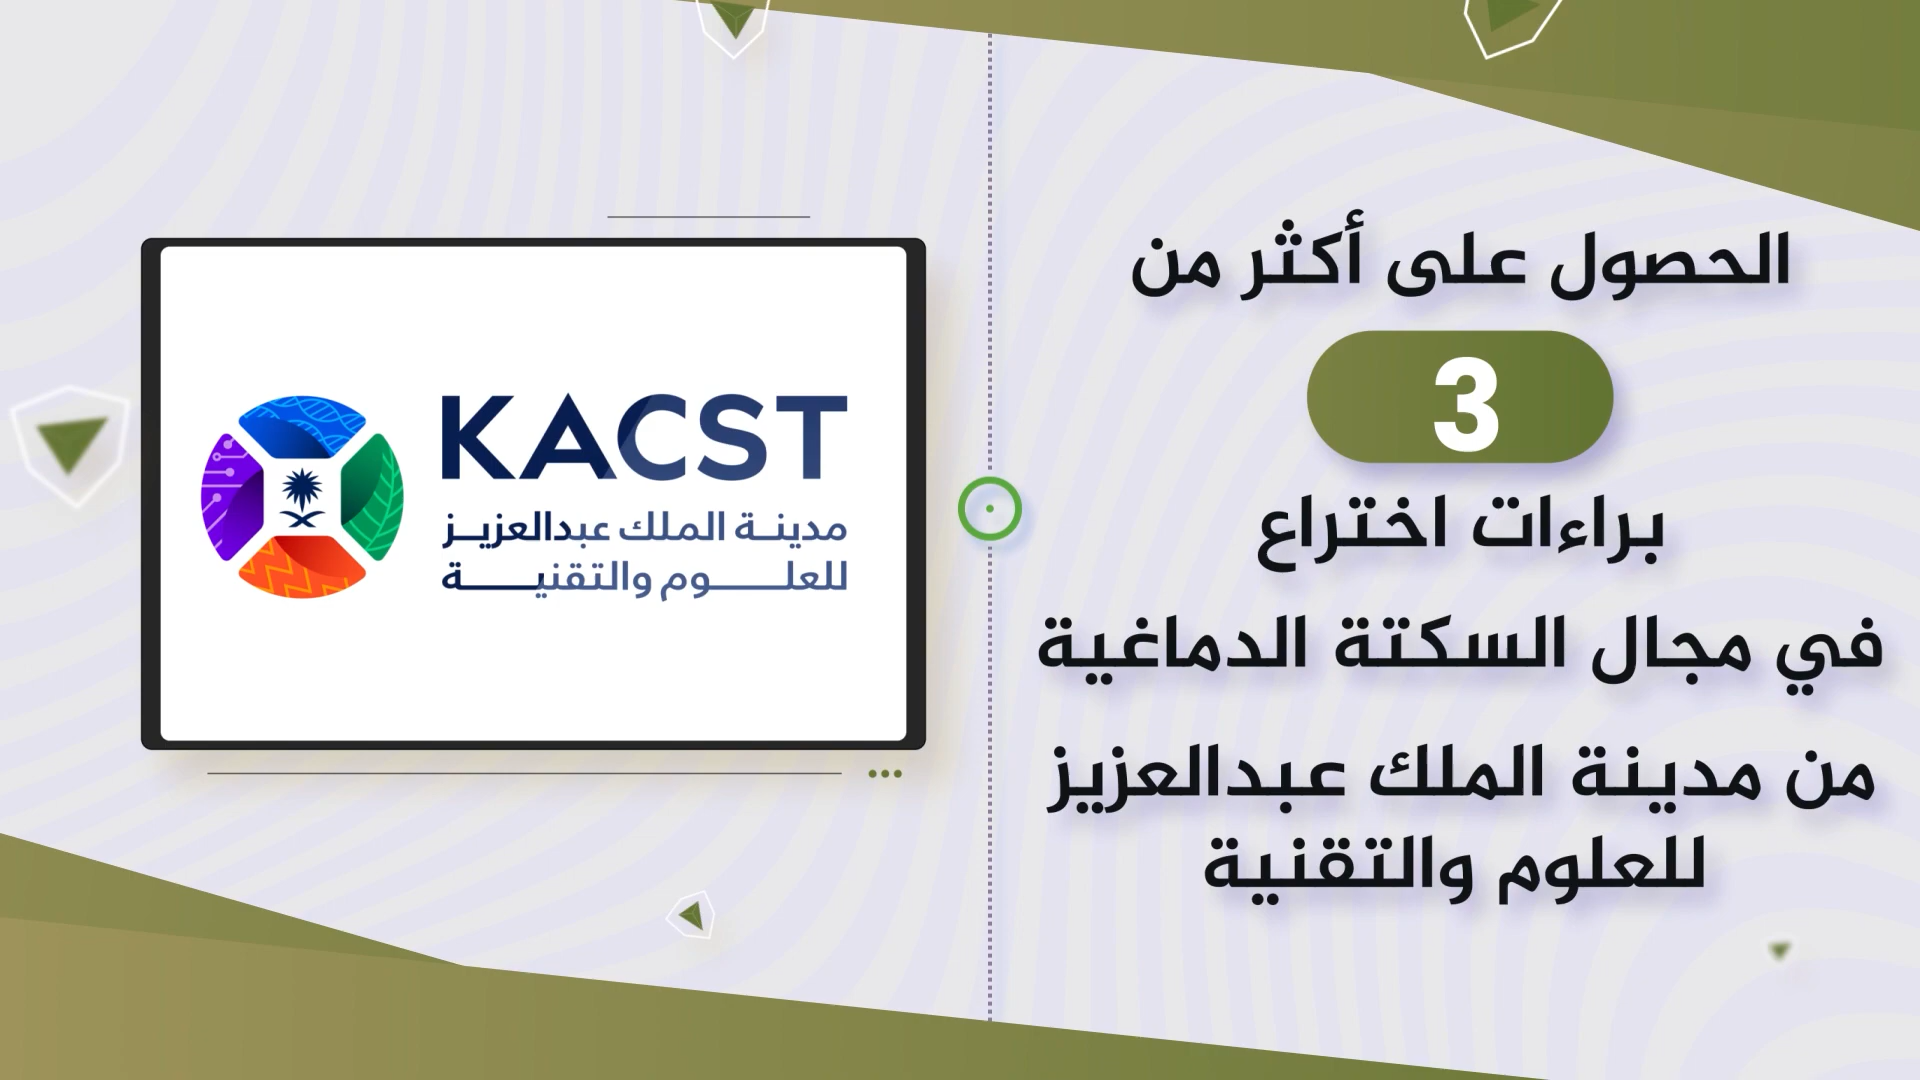 الحصول على أكثر من
3
براءات اختراع
في مجال السكتة الدماغية
من مدينة الملك عبدالعزيز
للعلوم والتقنية
KACST
مدينة الملك عبدالعزيز
للعلوم والتقنية